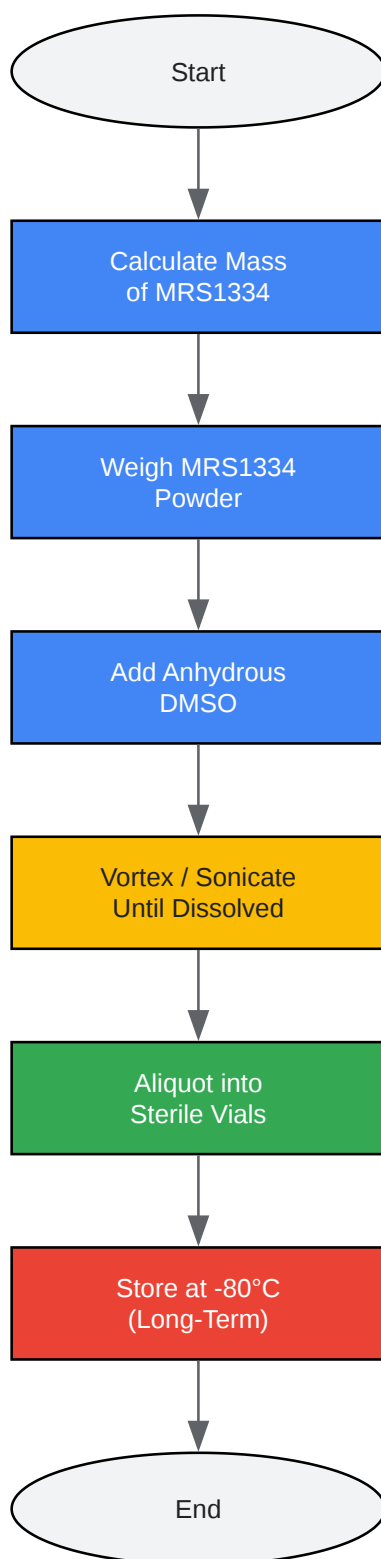 Start
Calculate Mass
of MRS1334
Weigh MRS1334
Powder
Add Anhydrous
DMSO
Vortex / Sonicate
Until Dissolved
Aliquot into
Sterile Vials
Store at -80°C
(Long-Term)
End